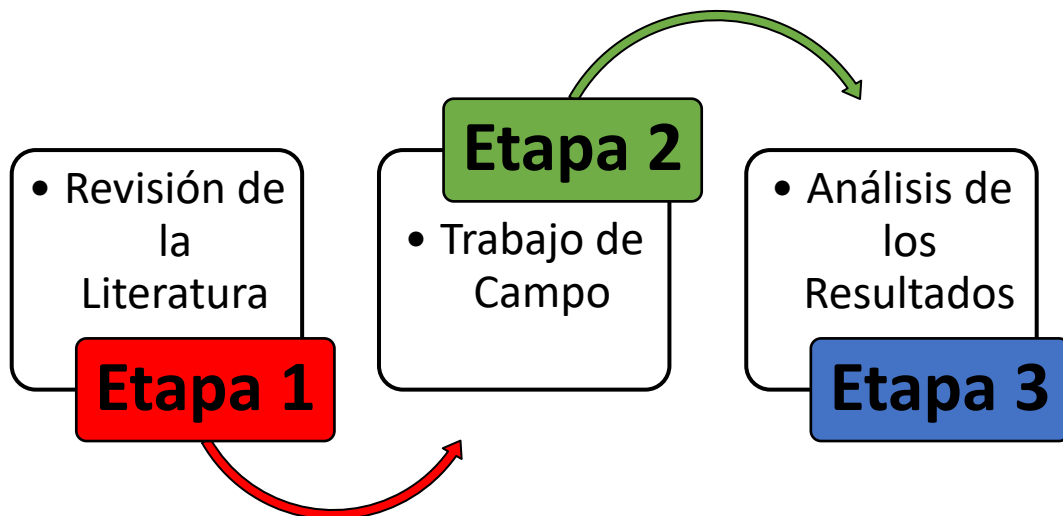 • Revisión de
la
Literatura
Etapa 1
Etapa 2
• Trabajo de
Campo
• Análisis de
los
Resultados
Etapa 3